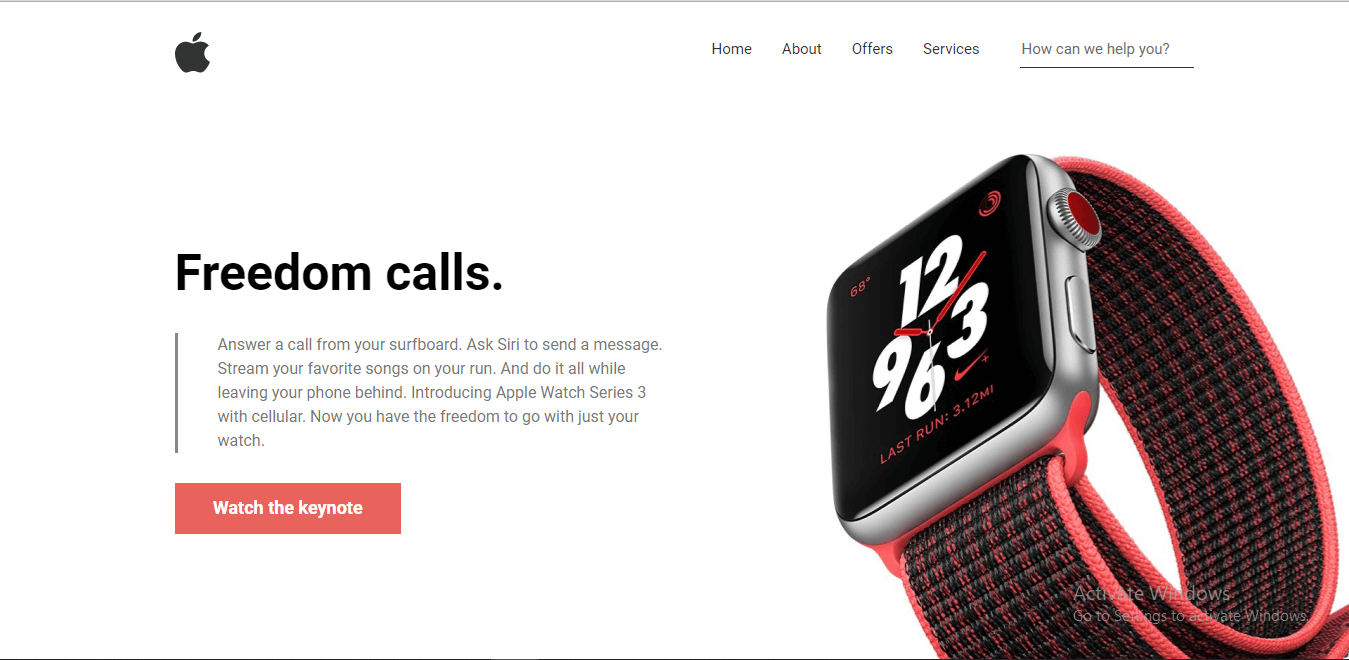 Home About Offers Services How can we help you?
Freedom calls.
Answer a call from your surfboard. Ask Siri to send a message.
Stream your favorite songs on your run. And do it all while
leaving your phone behind. Introducing Apple Watch Series 3
with cellular. Now you have the freedom to go with just your
watch.
Watch the keynote
68°
12
3
9
6
LAST RUN: 3.12MI
Activate Windows
Go to Settings to activate Windows.